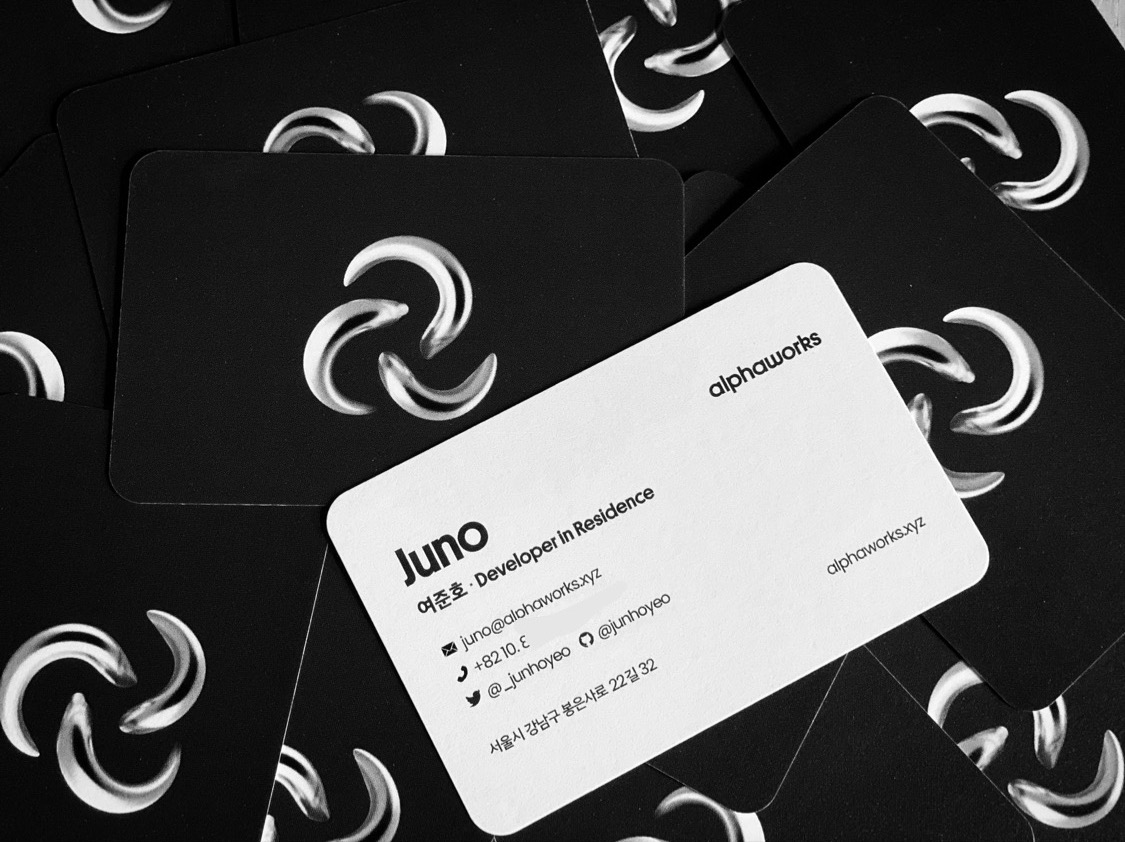 alphaworks
Juno
여준호 · Developer in Residence
juno@alphaworks.xyz
+82 10.
@_junhoyeo @junhoyeo
서울시 강남구 봉은사로 22길 32
alphaworks.xyz